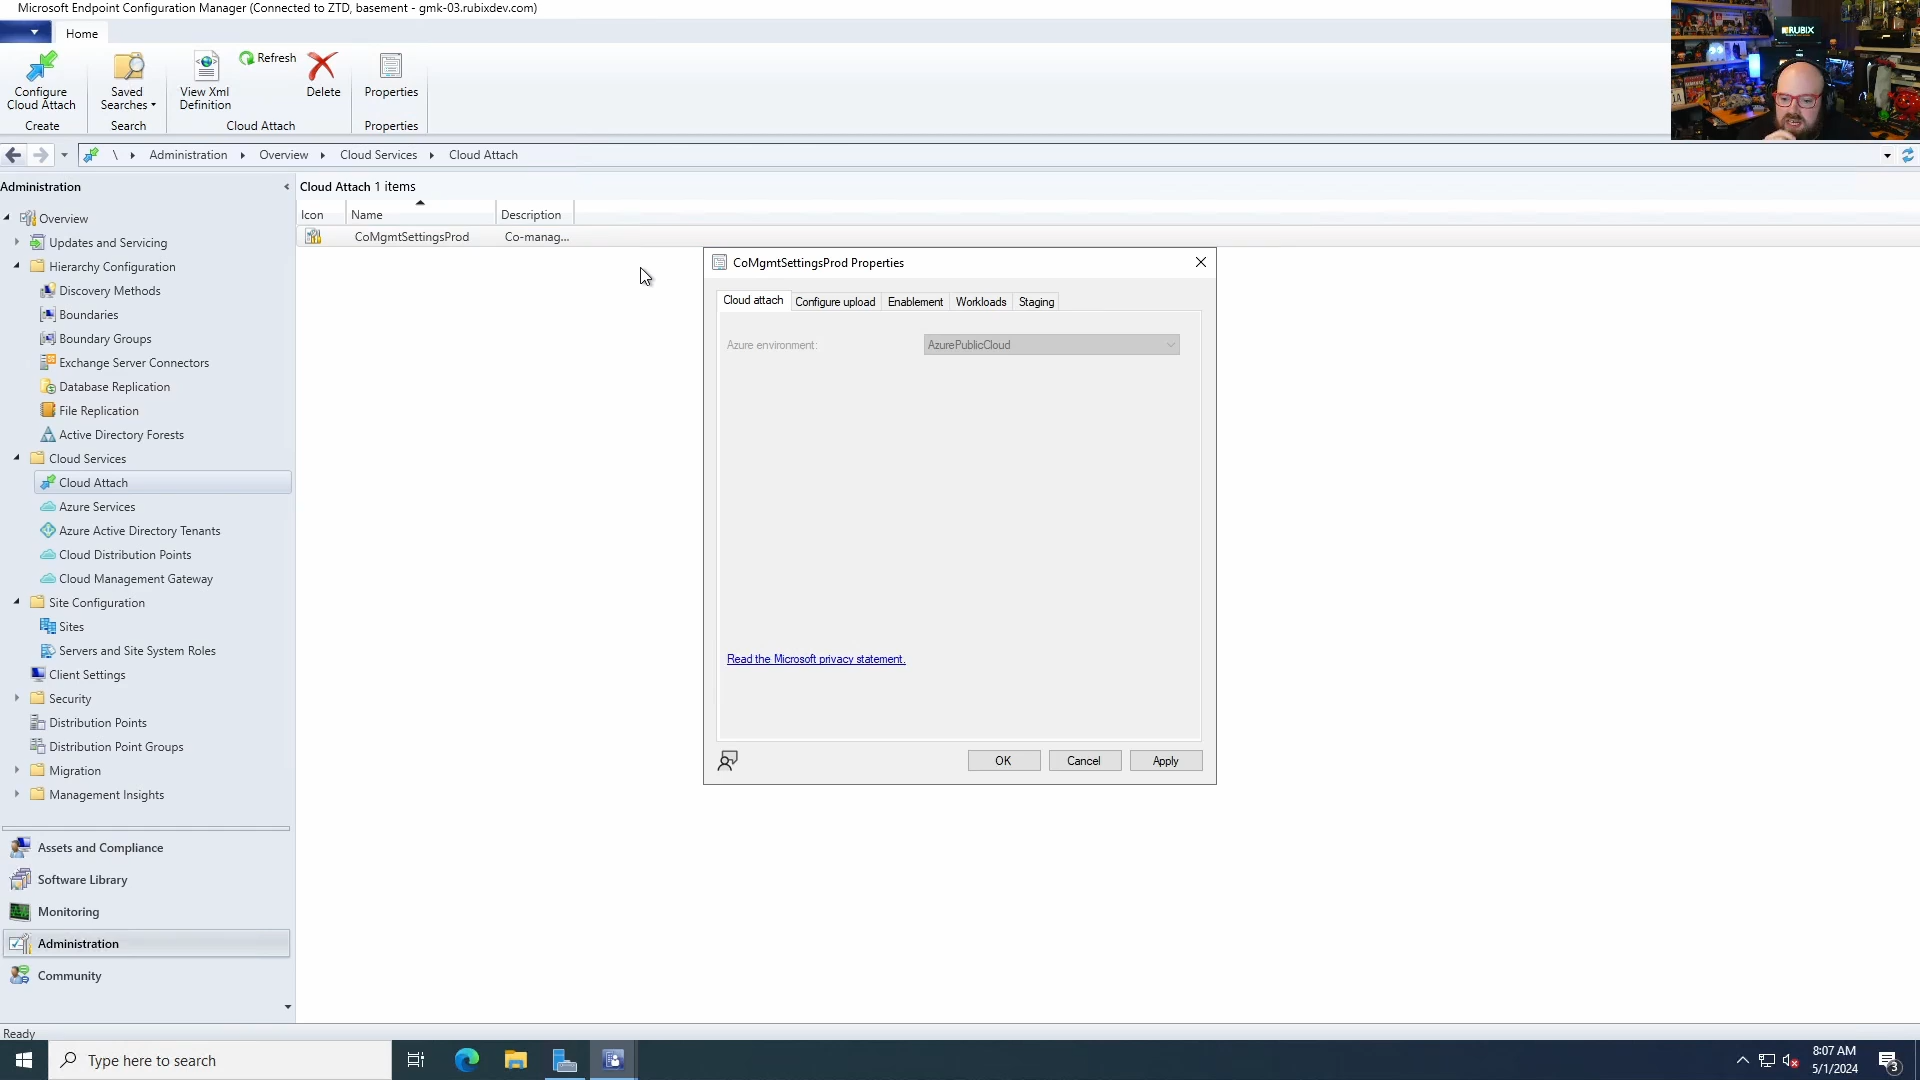 Microsoft Endpoint Configuration Manager (Connected to ZTD, basement - gmk-03.rubixdev.com)
Home
Configure Cloud Attach
Saved Searches
View Xml Definition
Refresh
Delete
Properties
Create
Search
Cloud Attach
Properties
\ Administration Overview Cloud Services Cloud Attach
Administration
Overview
Updates and Servicing
Hierarchy Configuration
Discovery Methods
Boundaries
Boundary Groups
Exchange Server Connectors
Database Replication
File Replication
Active Directory Forests
Cloud Services
Cloud Attach
Azure Services
Azure Active Directory Tenants
Cloud Distribution Points
Cloud Management Gateway
Site Configuration
Sites
Servers and Site System Roles
Client Settings
Security
Distribution Points
Distribution Point Groups
Migration
Management Insights
Assets and Compliance
Software Library
Monitoring
Administration
Community
Cloud Attach 1 items
Icon Name Description
CoMgmtSettingsProd Co-manag...
CoMgmtSettingsProd Properties
Cloud attach Configure upload Enablement Workloads Staging
Azure environment: AzurePublicCloud
Read the Microsoft privacy statement.
OK Cancel Apply
RUBIX
Ready
Type here to search
8:07 AM
5/1/2024
3